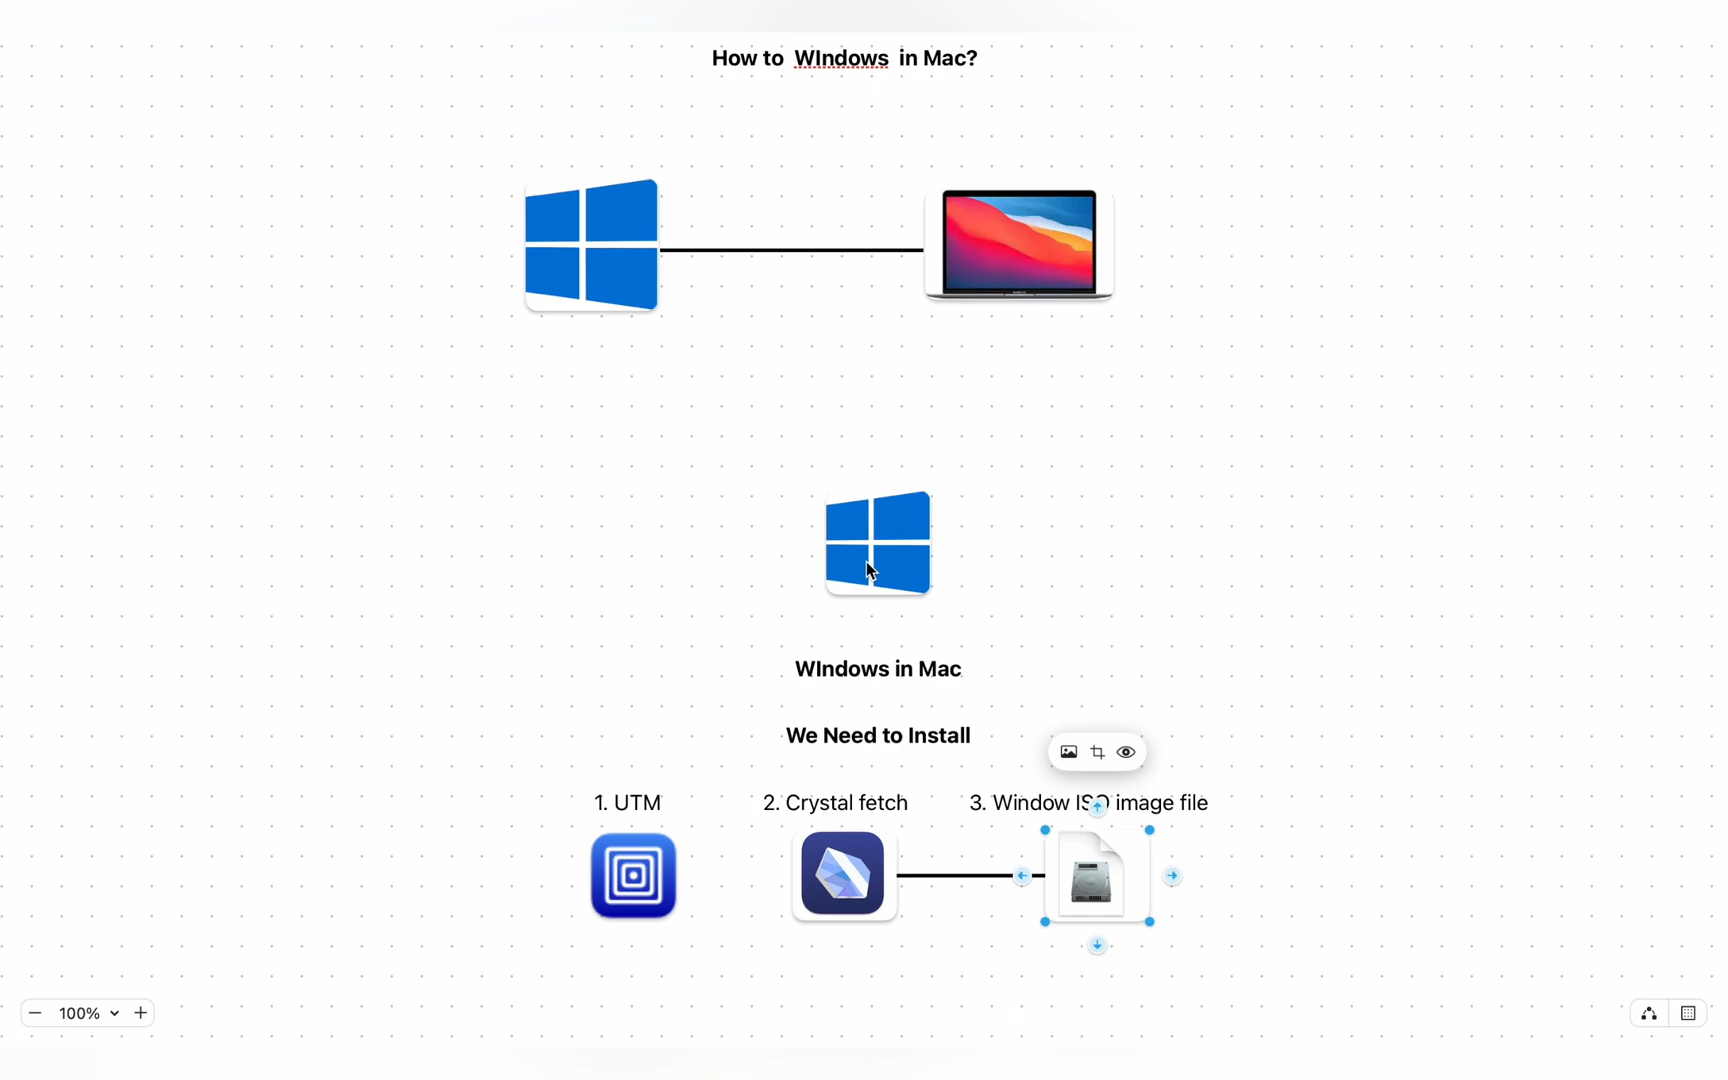 How to WIndows in Mac?
WIndows in Mac
We Need to Install
1. UTM
2. Crystal fetch
3. Window ISO image file
100%